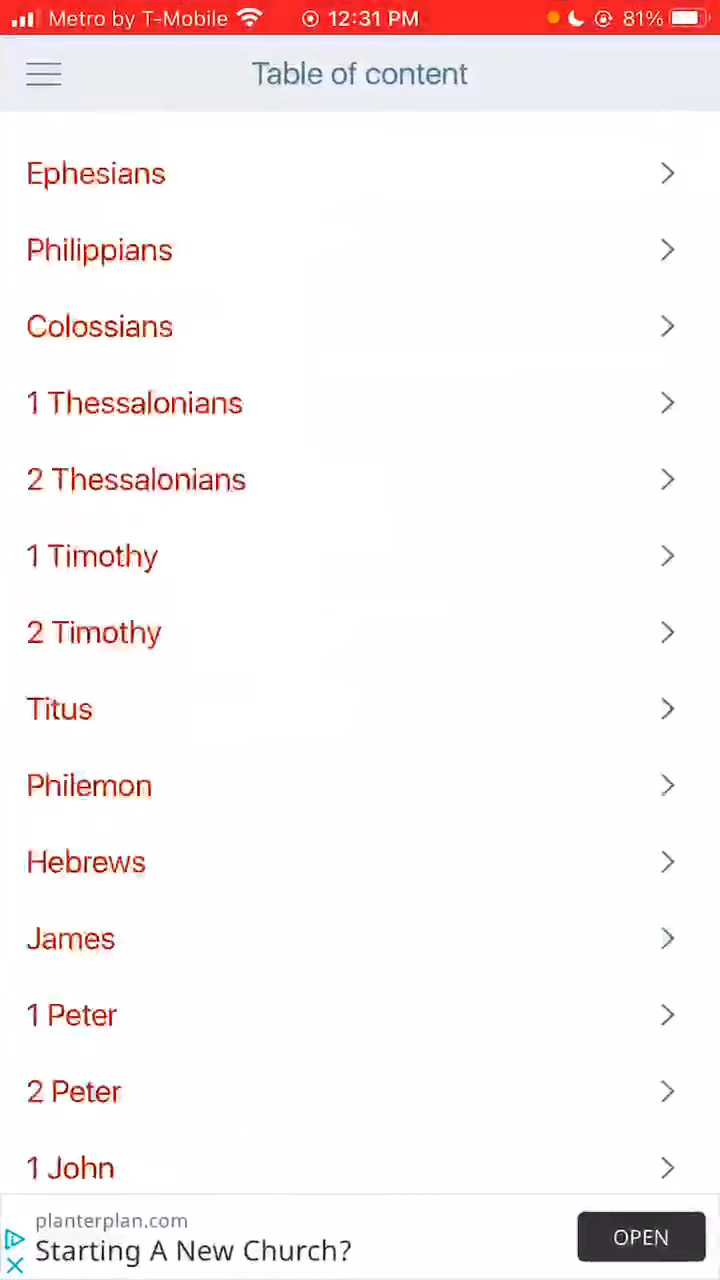 Metro by T-Mobile 12:31 PM 81%
Table of content
Ephesians
Philippians
Colossians
1 Thessalonians
2 Thessalonians
1 Timothy
2 Timothy
Titus
Philemon
Hebrews
James
1 Peter
2 Peter
1 John
planterplan.com
Starting A New Church?
OPEN